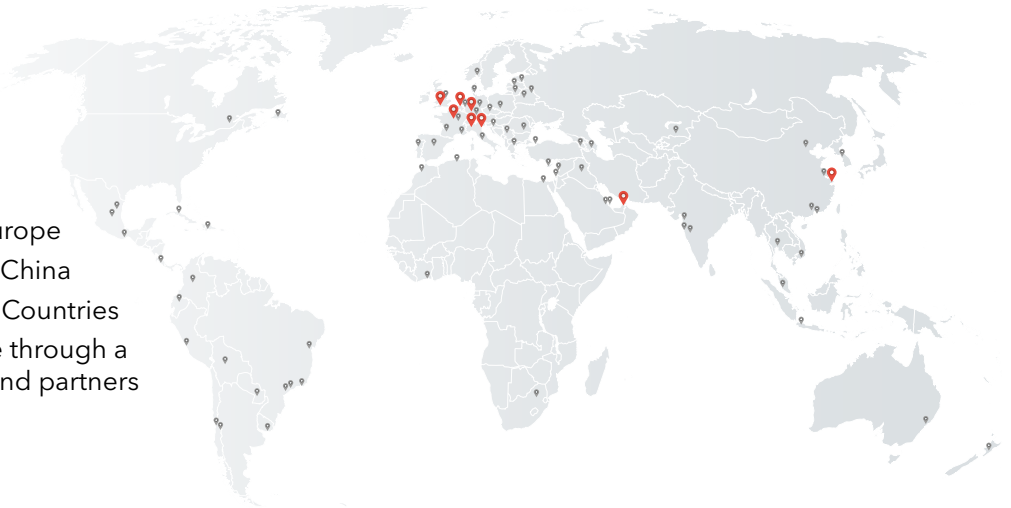 urope
China
Countries
e through a
nd partners